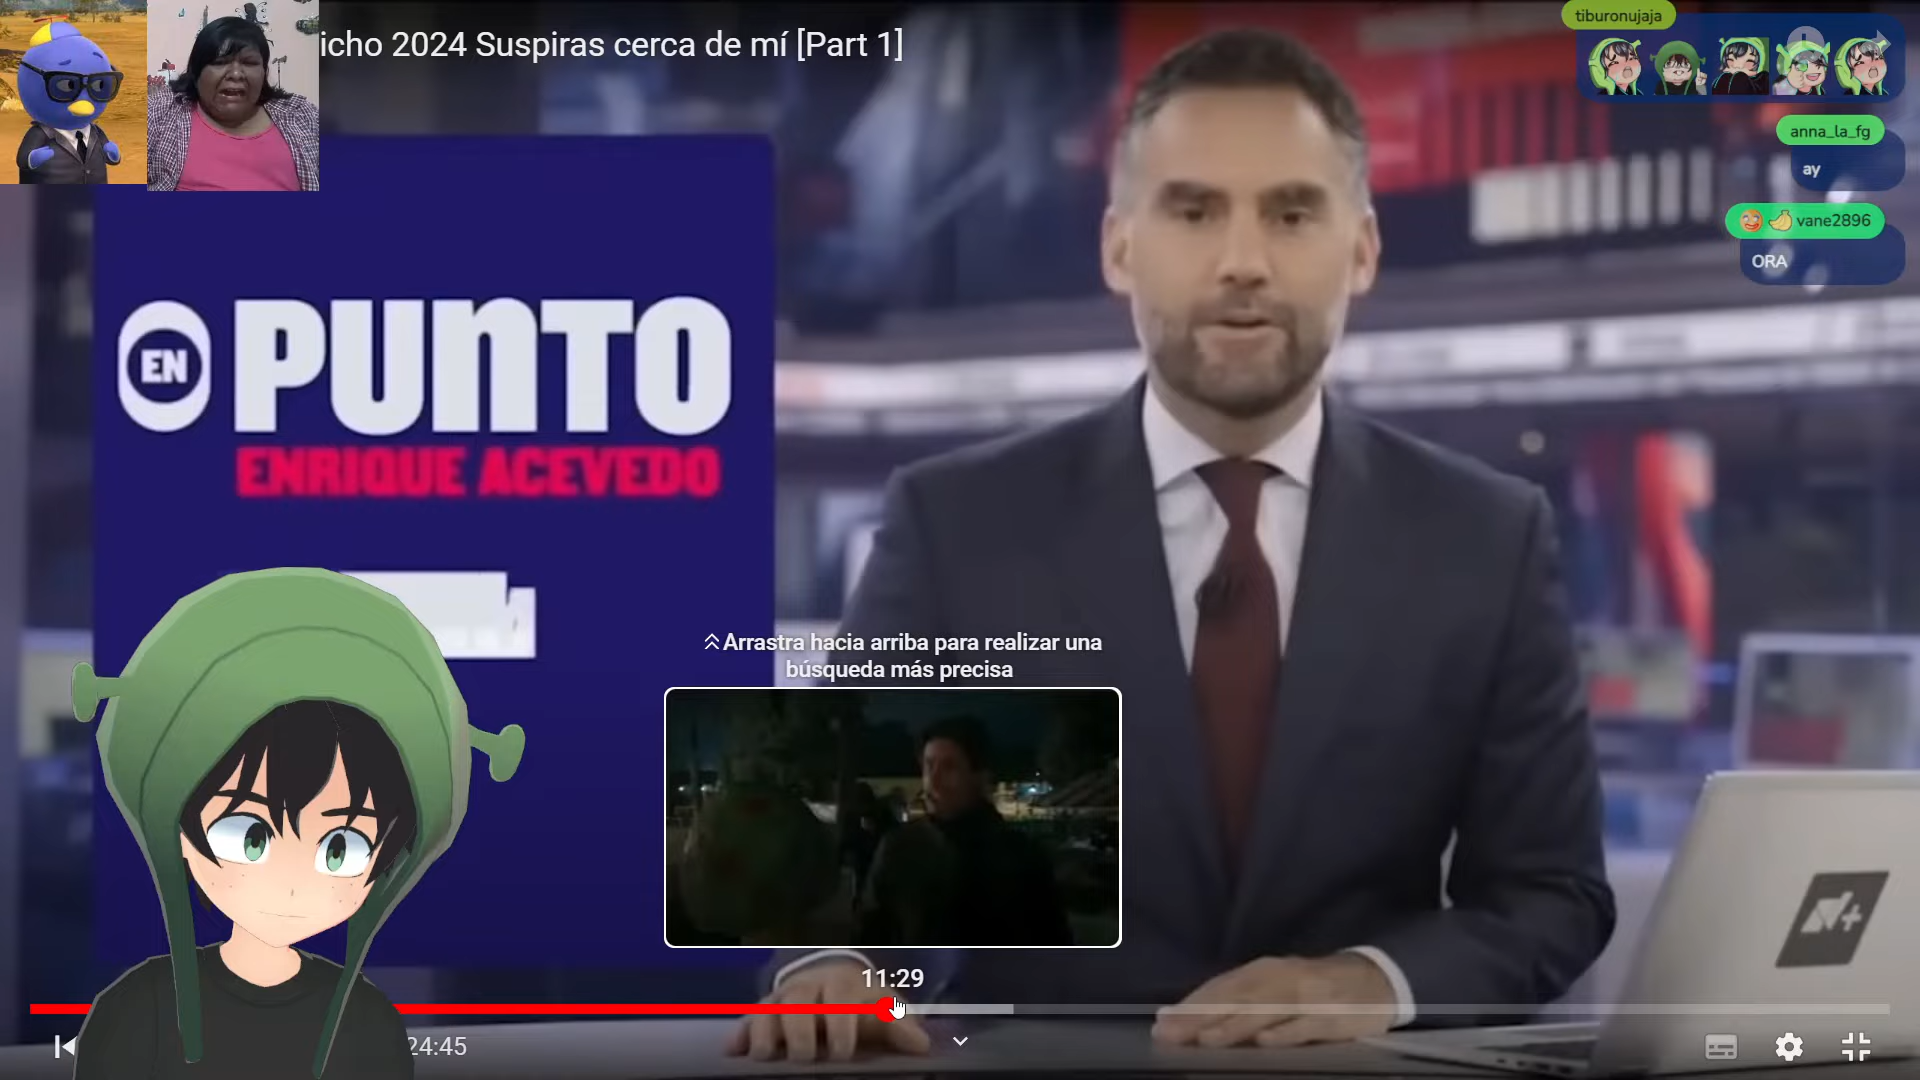 icho 2024 Suspiras cerca de mí [Part 1]
tiburonujaja
anna_la_fg
ay
vane2896
ORA
EN PUNTO
ENRIQUE ACEVEDO
Arrastra hacia arriba para realizar una
búsqueda más precisa
11:29
24:45
N+